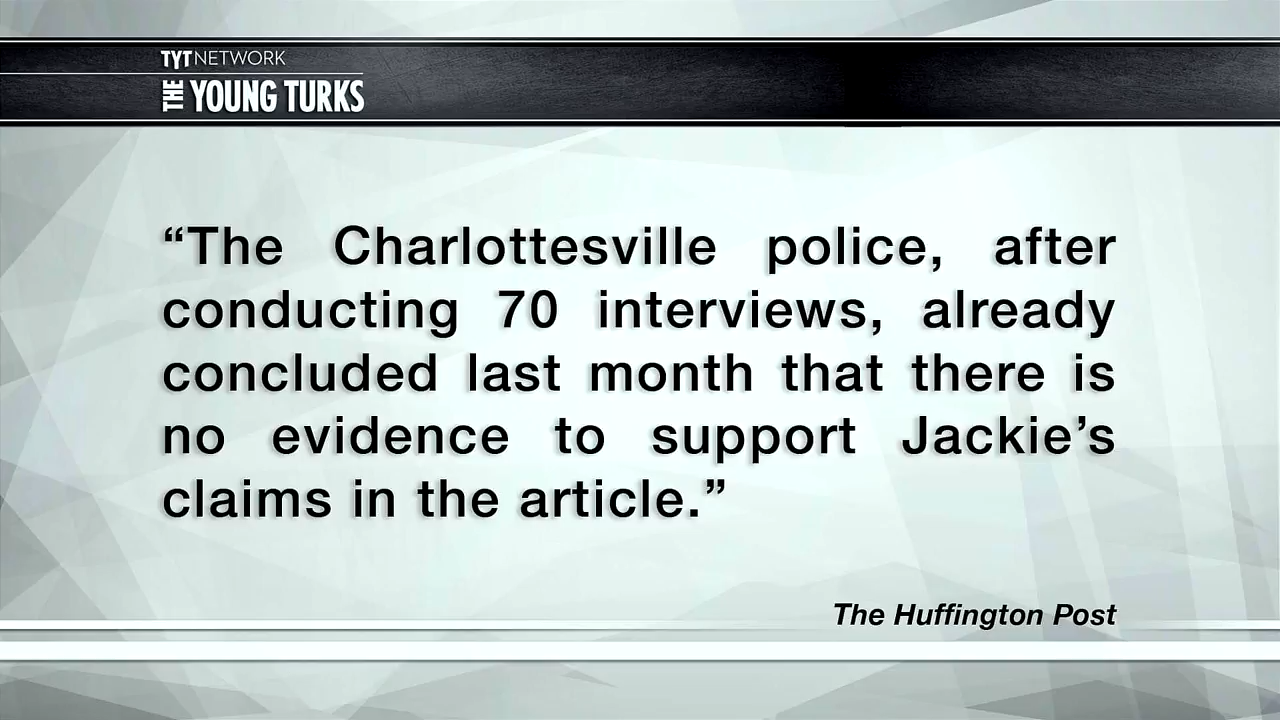 TYT NETWORK
THE YOUNG TURKS
“The Charlottesville police, after
conducting 70 interviews, already
concluded last month that there is
no evidence to support Jackie’s
claims in the article.”
The Huffington Post